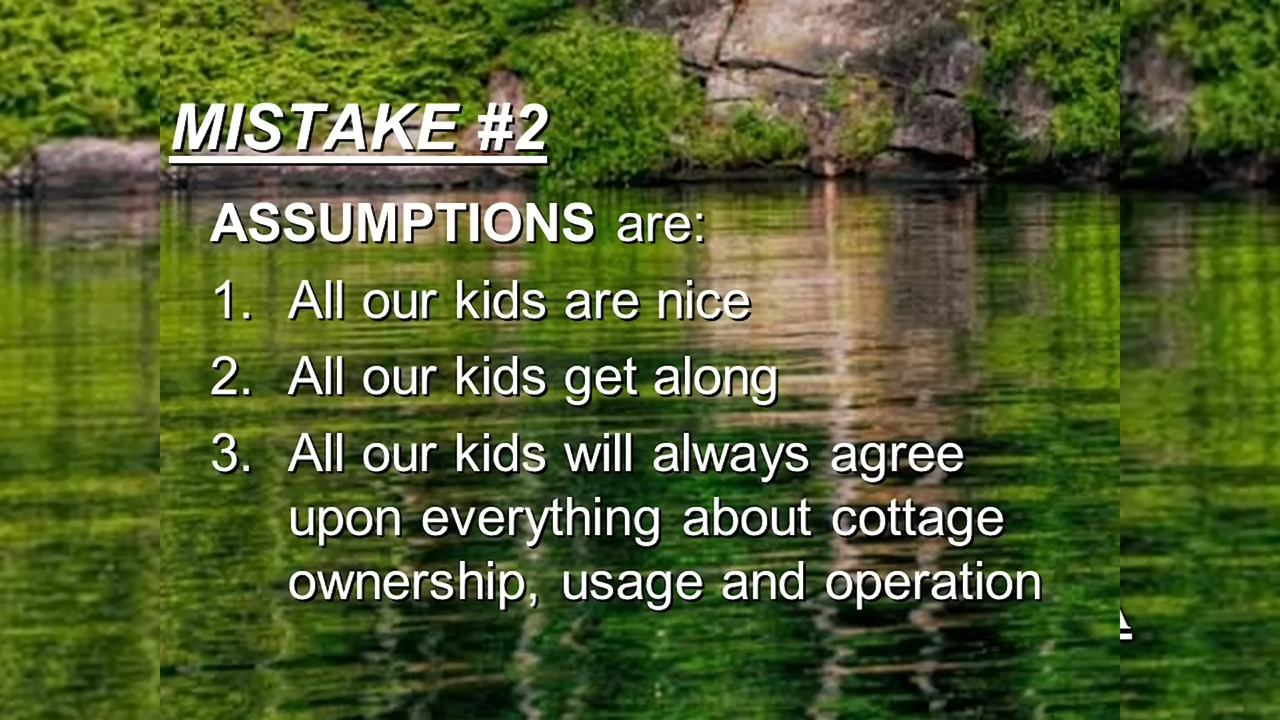 MISTAKE #2
ASSUMPTIONS are:
1. All our kids are nice
2. All our kids get along
3. All our kids will always agree
upon everything about cottage
ownership, usage and operation